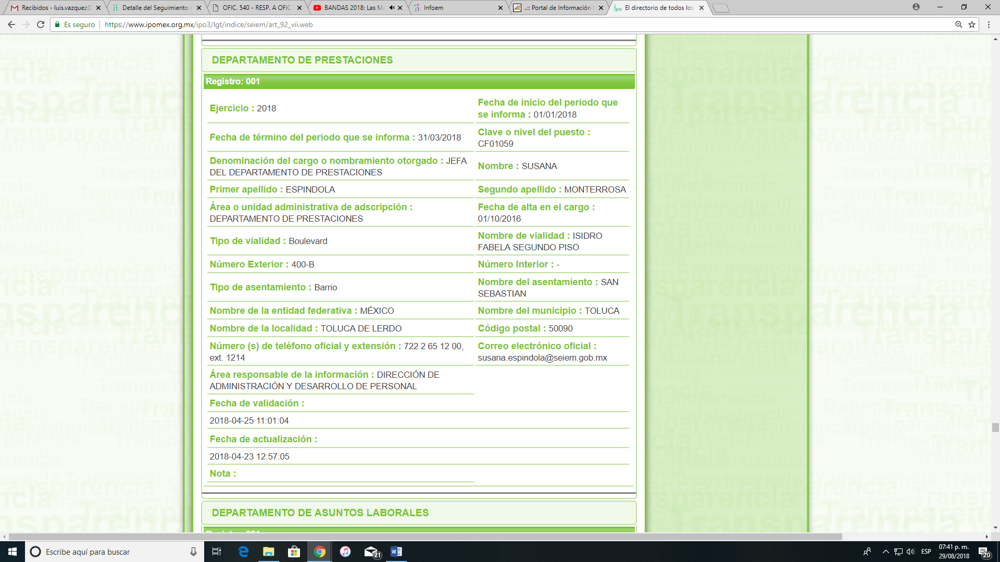 Recibidos - luis.vazquez@
Detalle del Seguimiento d
OFIC. 540 - RESP. A OFIC.
BANDAS 2018: Las Ma
Infoem
..:: Portal de Información
El directorio de todos los
Es seguro
https://www.ipomex.org.mx/ipo3/lgt/indice/seiem/art_92_vii.web
DEPARTAMENTO DE PRESTACIONES
Registro: 001
Ejercicio : 2018
Fecha de inicio del periodo que
se informa : 01/01/2018
Fecha de término del periodo que se informa : 31/03/2018
Clave o nivel del puesto :
CF01059
Denominación del cargo o nombramiento otorgado : JEFA
DEL DEPARTAMENTO DE PRESTACIONES
Nombre : SUSANA
Primer apellido : ESPINDOLA
Segundo apellido : MONTERROSA
Área o unidad administrativa de adscripción :
DEPARTAMENTO DE PRESTACIONES
Fecha de alta en el cargo :
01/10/2016
Tipo de vialidad : Boulevard
Nombre de vialidad : ISIDRO
FABELA SEGUNDO PISO
Número Exterior : 400-B
Número Interior : -
Tipo de asentamiento : Barrio
Nombre del asentamiento : SAN
SEBASTIAN
Nombre de la entidad federativa : MÉXICO
Nombre del municipio : TOLUCA
Nombre de la localidad : TOLUCA DE LERDO
Código postal : 50090
Número (s) de teléfono oficial y extensión : 722 2 65 12 00,
ext. 1214
Correo electrónico oficial :
susana.espindola@seiem.gob.mx
Área responsable de la información : DIRECCIÓN DE
ADMINISTRACIÓN Y DESARROLLO DE PERSONAL
Fecha de validación :
2018-04-25 11:01:04
Fecha de actualización :
2018-04-23 12:57:05
Nota :
DEPARTAMENTO DE ASUNTOS LABORALES
Registro: 001
Escribe aquí para buscar
21
ESP
07:41 p. m.
29/08/2018
20